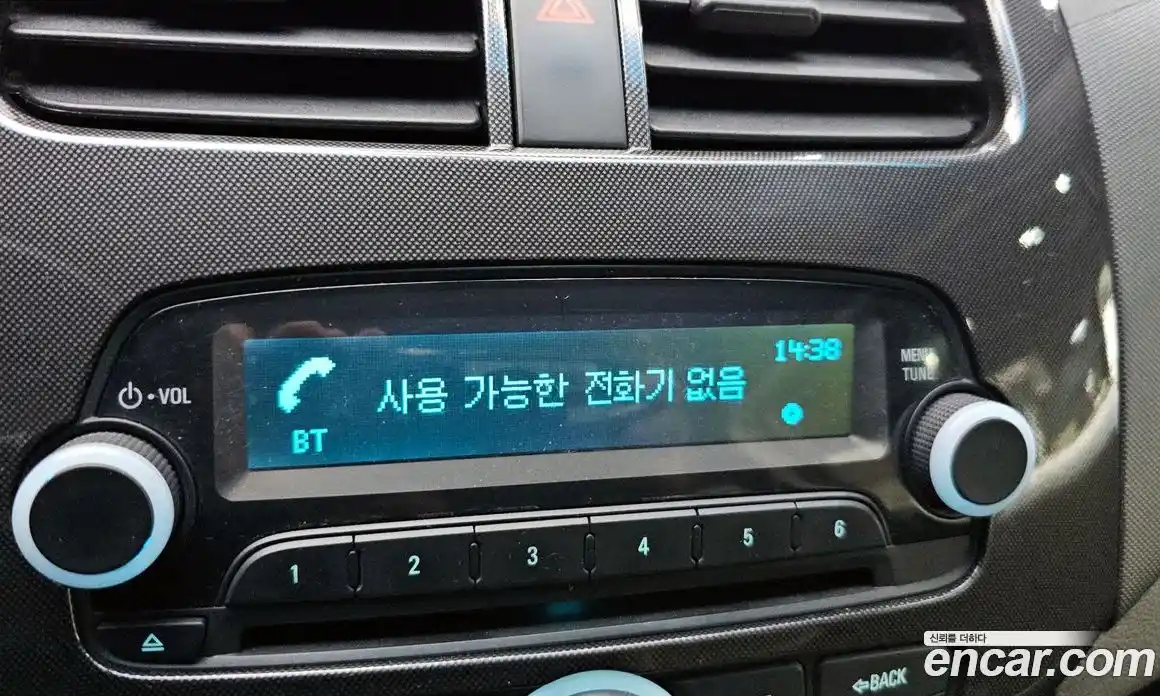 14:38
사용 가능한 전화기 없음
BT
VOL
MENU
TUNE
1 2 3 4 5 6
BACK
신뢰를 더하다
encar.com